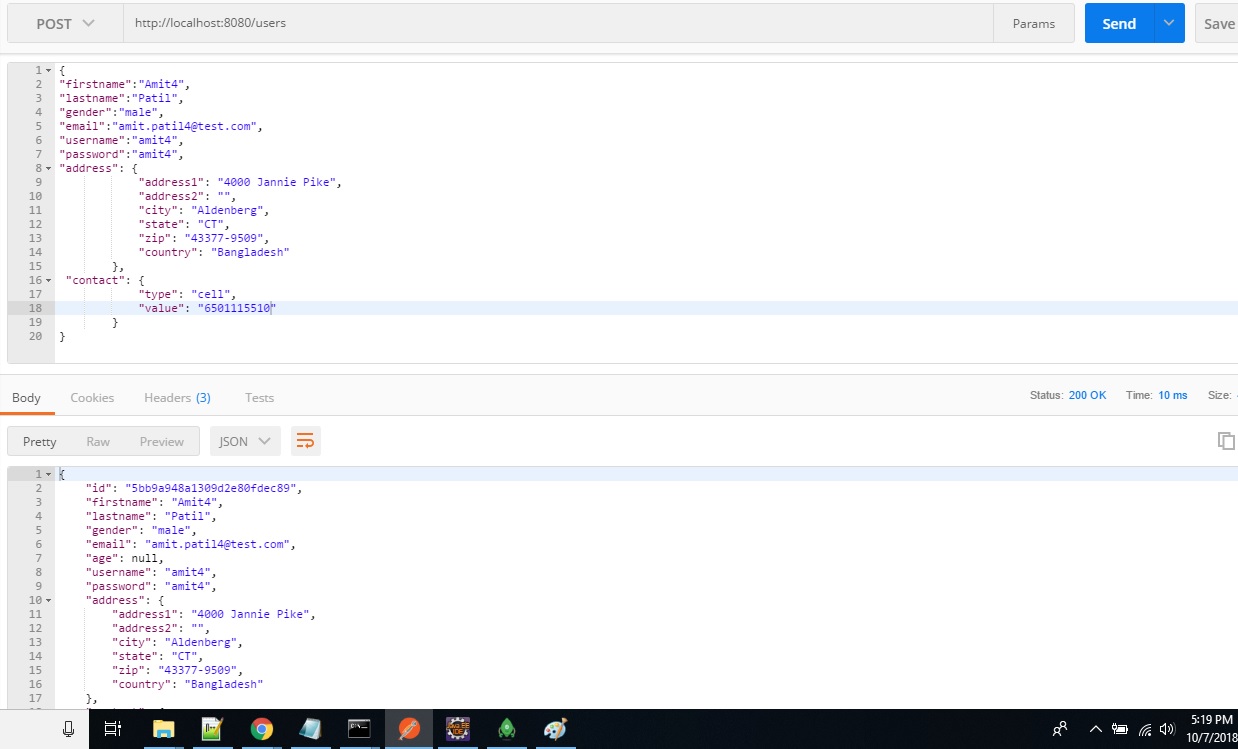 POST http://localhost:8080/users Params Send Save
1 {
2 "firstname":"Amit4",
3 "lastname":"Patil",
4 "gender":"male",
5 "email":"amit.patil4@test.com",
6 "username":"amit4",
7 "password":"amit4",
8 "address": {
9 "address1": "4000 Jannie Pike",
10 "address2": "",
11 "city": "Aldenberg",
12 "state": "CT",
13 "zip": "43377-9509",
14 "country": "Bangladesh"
15 },
16 "contact": {
17 "type": "cell",
18 "value": "6501115510"
19 }
20 }
Body Cookies Headers (3) Tests Status: 200 OK Time: 10 ms Size:
Pretty Raw Preview JSON
1 {
2 "id": "5bb9a948a1309d2e80fdec89",
3 "firstname": "Amit4",
4 "lastname": "Patil",
5 "gender": "male",
6 "email": "amit.patil4@test.com",
7 "age": null,
8 "username": "amit4",
9 "password": "amit4",
10 "address": {
11 "address1": "4000 Jannie Pike",
12 "address2": "",
13 "city": "Aldenberg",
14 "state": "CT",
15 "zip": "43377-9509",
16 "country": "Bangladesh"
17 },
5:19 PM
10/7/2018